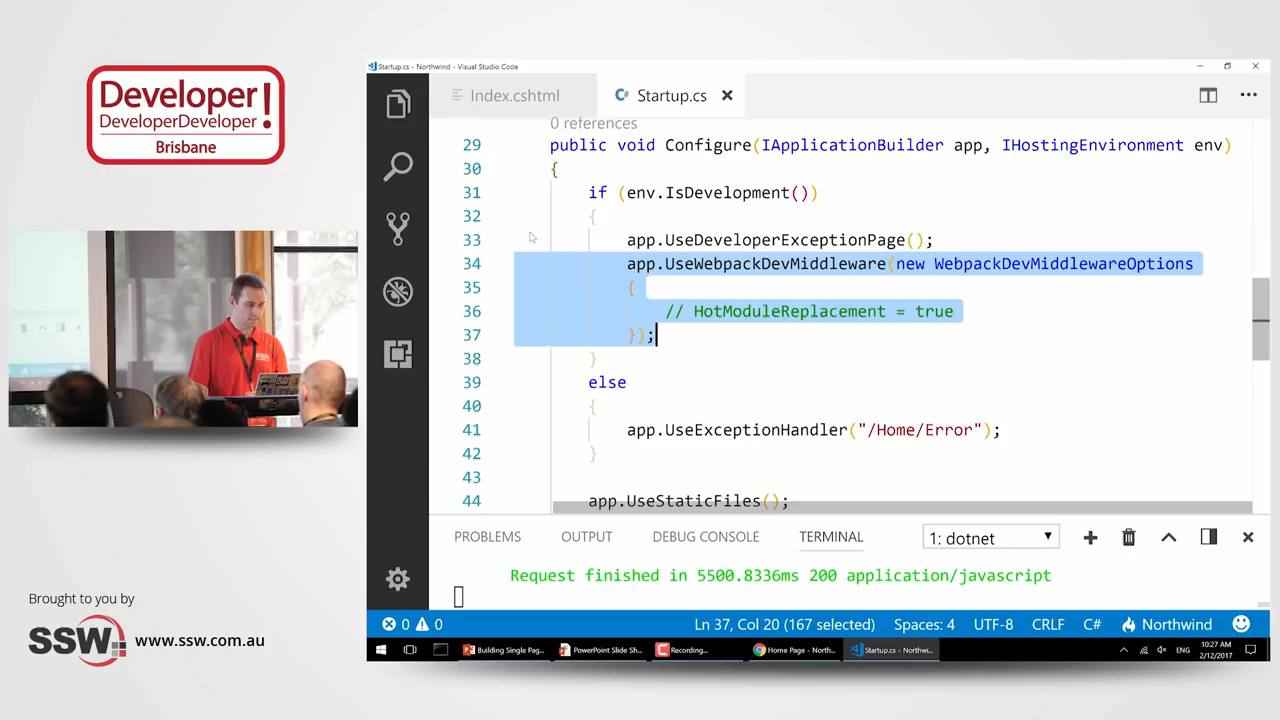 Developer!
DeveloperDeveloper
Brisbane
Startup.cs - Northwind - Visual Studio Code
Index.cshtml
C# Startup.cs
0 references
29 public void Configure(IApplicationBuilder app, IHostingEnvironment env)
30 {
31 if (env.IsDevelopment())
32 {
33 app.UseDeveloperExceptionPage();
34 app.UseWebpackDevMiddleware(new WebpackDevMiddlewareOptions
35 {
36 // HotModuleReplacement = true
37 });
38 }
39 else
40 {
41 app.UseExceptionHandler("/Home/Error");
42 }
43
44 app.UseStaticFiles();
PROBLEMS OUTPUT DEBUG CONSOLE TERMINAL 1: dotnet
Request finished in 5500.8336ms 200 application/javascript
0 0 Ln 37, Col 20 (167 selected) Spaces: 4 UTF-8 CRLF C# Northwind
Building Single Pag... PowerPoint Slide Sh... Recording... Home Page - North... Startup.cs - Northwi... ENG 10:27 AM
2/12/2017
Brought to you by
SSW www.ssw.com.au